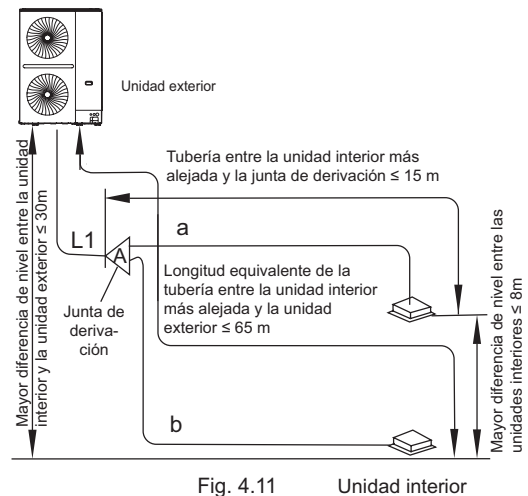 Unidad exterior
Tubería entre la unidad interior más
alejada y la junta de derivación ≤ 15 m
Mayor diferencia de nivel entre la unidad
interior y la unidad exterior ≤ 30m
L1
A
a
Junta de
deriva-
ción
Longitud equivalente de la
tubería entre la unidad interior
más alejada y la unidad
exterior ≤ 65 m
Mayor diferencia de nivel entre las
unidades interiores ≤ 8m
b
Fig. 4.11 Unidad interior